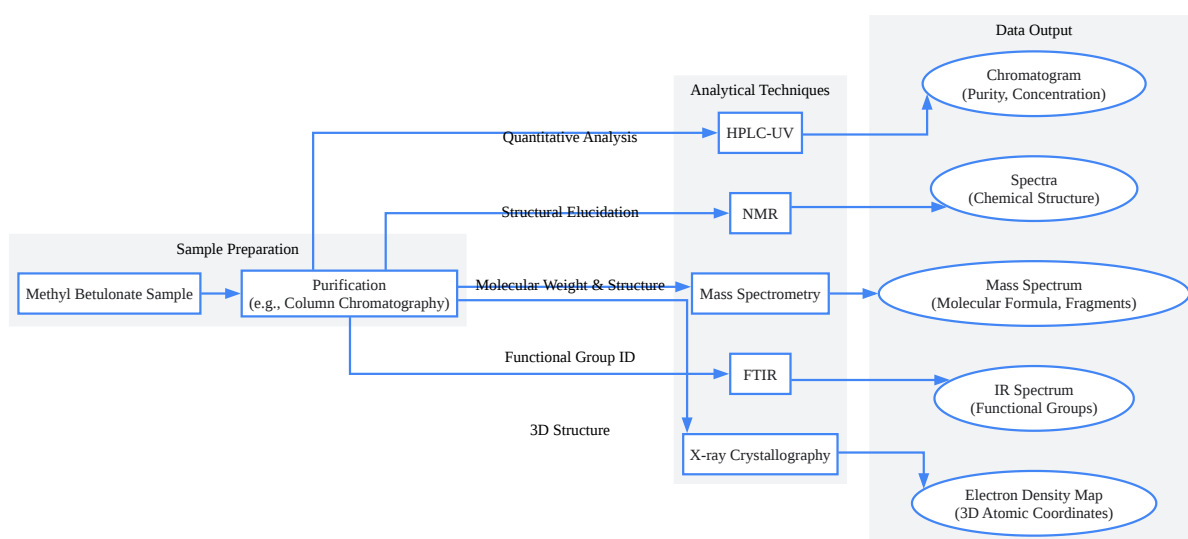 Data Output
Chromatogram
(Purity, Concentration)
Analytical Techniques
Quantitative Analysis
HPLC-UV
Spectra
(Chemical Structure)
Structural Elucidation
NMR
Sample Preparation
Methyl Betulonate Sample
Purification
(e.g., Column Chromatography)
Molecular Weight & Structure
Mass Spectrometry
Mass Spectrum
(Molecular Formula, Fragments)
Functional Group ID
FTIR
IR Spectrum
(Functional Groups)
3D Structure
X-ray Crystallography
Electron Density Map
(3D Atomic Coordinates)